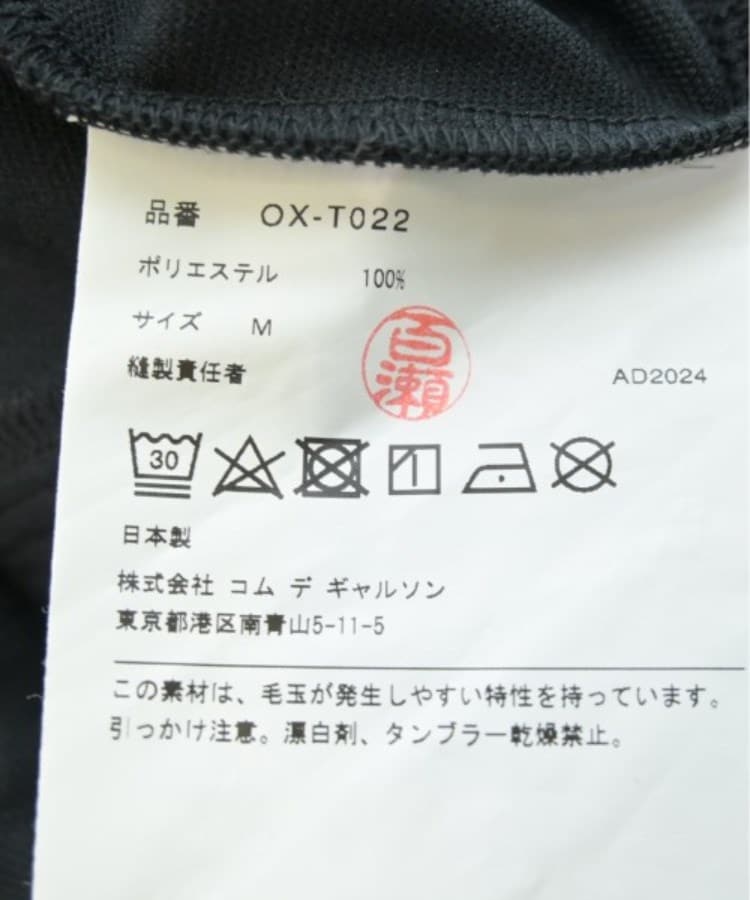 品番 OX-T022
ポリエステル 100%
サイズ M
百瀬
縫製責任者 AD2024
30
日本製
株式会社 コム デ ギャルソン
東京都港区南青山5-11-5
この素材は、毛玉が発生しやすい特性を持っています。
引っかけ注意。漂白剤、タンブラー乾燥禁止。